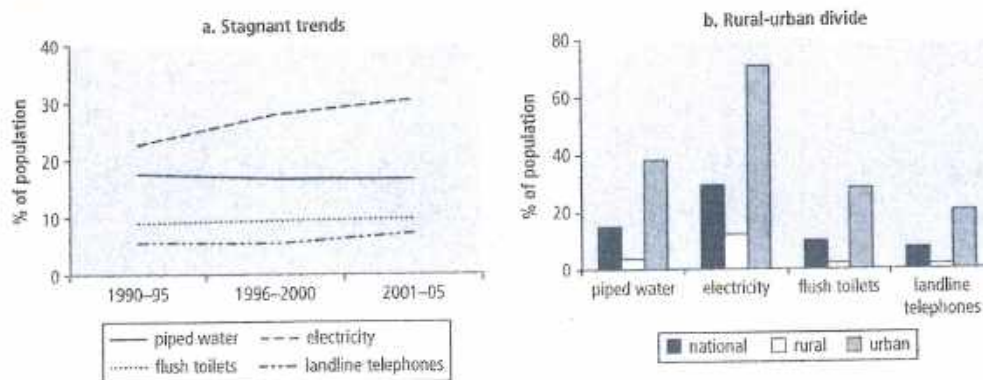 a. Stagnant trends
% of population
40
30
20
10
0
1990–95
1996–2000
2001–05
piped water
electricity
flush toilets
landline telephones
b. Rural-urban divide
% of population
80
60
40
20
0
piped water
electricity
flush toilets
landline
telephones
national
rural
urban